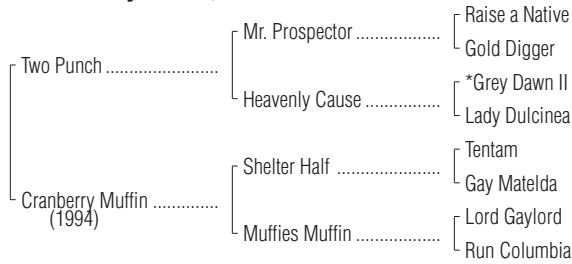 Raise a Native
Mr. Prospector ..................
Gold Digger
Two Punch ........................
*Grey Dawn II
Heavenly Cause ................
Lady Dulcinea
Tentam
Shelter Half ......................
Gay Matelda
Cranberry Muffin ..............
(1994)
Lord Gaylord
Muffies Muffin ..................
Run Columbia